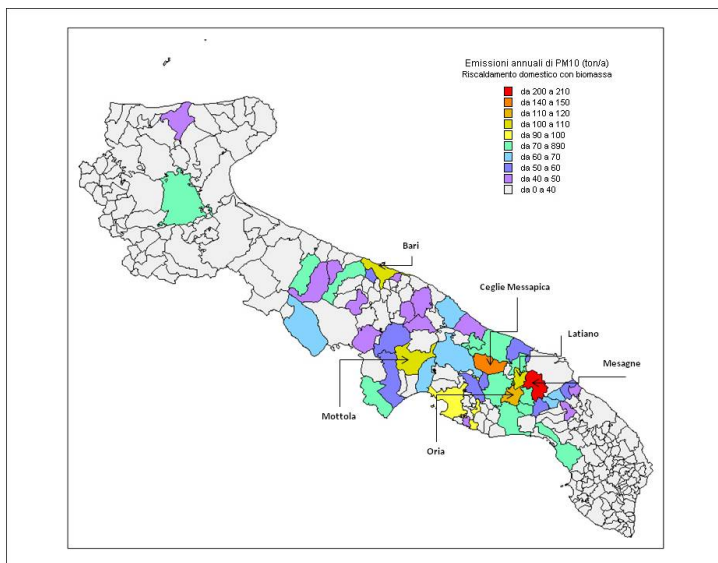 Emissioni annuali di PM10 (ton/a)
Riscaldamento domestico con biomassa
da 200 a 210
da 140 a 150
da 110 a 120
da 100 a 110
da 90 a 100
da 70 a 890
da 60 a 70
da 50 a 60
da 40 a 50
da 0 a 40
Bari
Ceglie Messapica
Latiano
Mesagne
Mottola
Oria